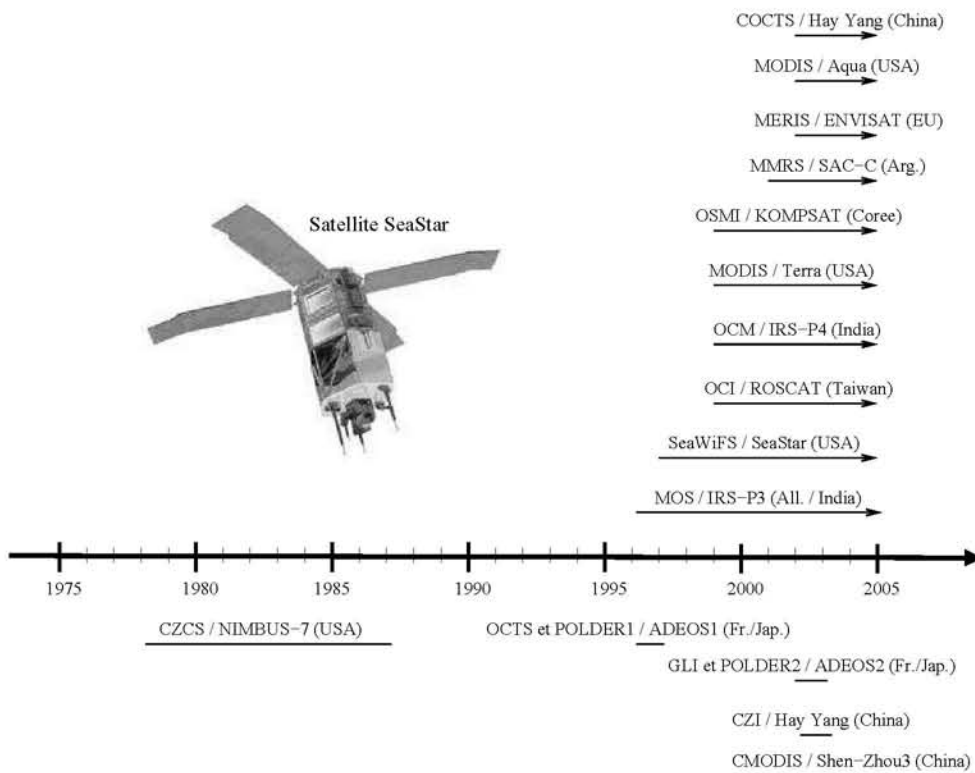 COCTS / Hay Yang (China)
MODIS / Aqua (USA)
MERIS / ENVISAT (EU)
MMRS / SAC−C (Arg.)
Satellite SeaStar
OSMI / KOMPSAT (Coree)
MODIS / Terra (USA)
OCM / IRS−P4 (India)
OCI / ROSCAT (Taiwan)
SeaWiFS / SeaStar (USA)
MOS / IRS−P3 (All. / India)
1975 1980 1985 1990 1995 2000 2005
CZCS / NIMBUS−7 (USA)
OCTS et POLDER1 / ADEOS1 (Fr./Jap.)
GLI et POLDER2 / ADEOS2 (Fr./Jap.)
CZI / Hay Yang (China)
CMODIS / Shen−Zhou3 (China)